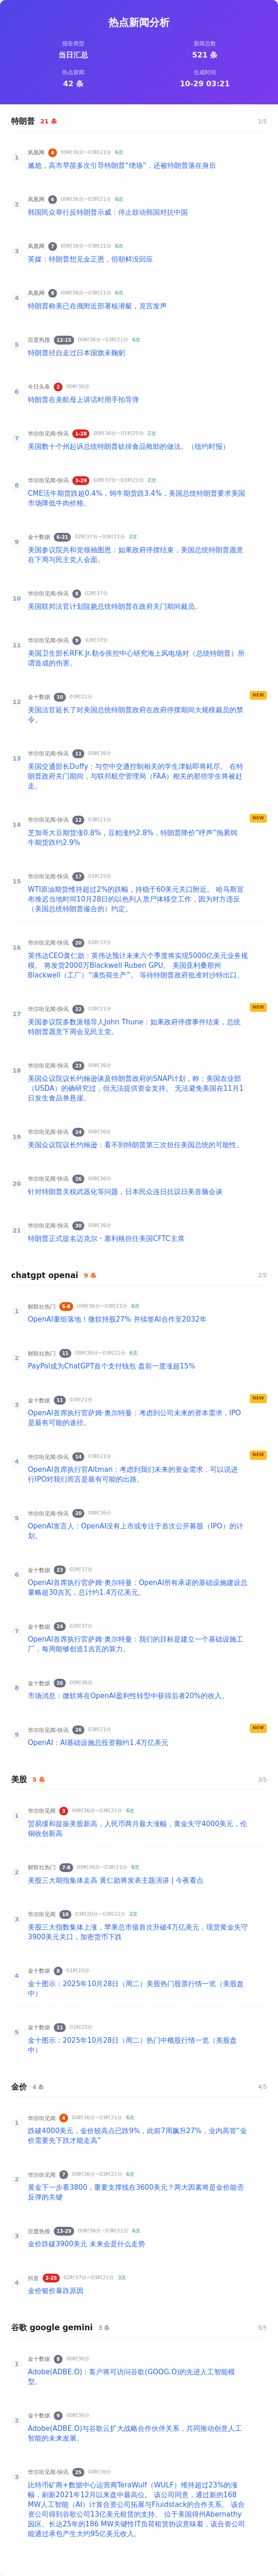 热点新闻分析
报告类型
当日汇总
新闻总数
521 条
热点新闻
42 条
生成时间
10-29 03:21
特朗普 21 条 1/5
1
凤凰网 4 00时36分~03时21分 6次
尴尬，高市早苗多次引导特朗普“绕场”，还被特朗普落在身后
2
凤凰网 6 00时36分~03时21分 6次
韩国民众举行反特朗普示威：停止鼓动韩国对抗中国
3
凤凰网 7 00时36分~03时21分 6次
英媒：特朗普想见金正恩，但朝鲜没回应
4
凤凰网 8 00时36分~03时21分 6次
特朗普称美已在俄附近部署核潜艇，克宫发声
5
百度热搜 12-15 00时36分~03时21分 6次
特朗普径自走过日本国旗未鞠躬
6
今日头条 2 00时36分
特朗普在美航母上讲话时用手拍导弹
7
华尔街见闻-快讯 1-28 00时36分~01时25分 2次
美国数十个州起诉总统特朗普砍掉食品救助的做法。（纽约时报）
8
华尔街见闻-快讯 3-29 02时37分~03时21分 2次
CME活牛期货跌超0.4%，饲牛期货跌3.4%，美国总统特朗普要求美国
市场降低牛肉价格。
9
金十数据 6-21 02时37分~03时21分 2次
美国参议院共和党领袖图恩：如果政府停摆结束，美国总统特朗普愿意
在下周与民主党人会面。
10
华尔街见闻-快讯 8 02时37分
美国联邦法官计划阻挠总统特朗普在政府关门期间裁员。
11
华尔街见闻-快讯 9 02时37分
美国卫生部长RFK Jr.勒令疾控中心研究海上风电场对（总统特朗普）所
谓造成的伤害。
12
金十数据 10 03时21分 NEW
美国法官延长了对美国总统特朗普政府在政府停摆期间大规模裁员的禁
令。
13
华尔街见闻-快讯 11 00时36分
美国交通部长Duffy：与空中交通控制相关的学生津贴即将耗尽。 在特
朗普政府关门期间，与联邦航空管理局（FAA）相关的那些学生将被赶
走。
14
华尔街见闻-快讯 12 03时21分 NEW
芝加哥大豆期货涨0.8%，豆粕涨约2.8%，特朗普降价“呼声”拖累饲
牛期货跌约2.9%
15
华尔街见闻-快讯 17 01时25分
WTI原油期货维持超过2%的跌幅，持稳于60美元关口附近。 哈马斯宣
布推迟当地时间10月28日的以色列人质尸体移交工作，因为对方违反
（美国总统特朗普撮合的）约定。
16
华尔街见闻-快讯 20 02时37分
英伟达CEO黄仁勋：英伟达预计未来六个季度将实现5000亿美元业务规
模。 将发货2000万Blackwell Ruben GPU。 美国亚利桑那州
Blackwell（工厂）“满负荷生产”。 等待特朗普政府批准对沙特出口。
17
华尔街见闻-快讯 22 03时21分 NEW
美国参议院多数派领导人John Thune：如果政府停摆事件结束，总统
特朗普愿意下周会见民主党。
18
华尔街见闻-快讯 23 00时36分
美国众议院议长约翰逊谈及特朗普政府的SNAP计划，称：美国农业部
（USDA）的确研究过，但无法提供资金支持。 无法避免美国在11月1
日发生食品券悬崖。
19
华尔街见闻-快讯 24 00时36分
美国众议院议长约翰逊：看不到特朗普第三次担任美国总统的可能性。
20
华尔街见闻-快讯 26 00时36分
针对特朗普关税武器化等问题，日本民众连日抗议日美首脑会谈
21
华尔街见闻-快讯 30 00时36分
特朗普正式提名迈克尔・塞利格担任美国CFTC主席
chatgpt openai 9 条 2/5
1
财联社热门 5-8 00时36分~03时21分 6次
OpenAI重组落地！微软持股27% 并续签AI合作至2032年
2
财联社热门 11 00时36分~03时21分 6次
PayPal成为ChatGPT首个支付钱包 盘前一度涨超15%
3
金十数据 11 03时21分 NEW
OpenAI首席执行官萨姆·奥尔特曼：考虑到公司未来的资本需求，IPO
是最有可能的途径。
4
华尔街见闻-快讯 14 03时21分 NEW
OpenAI首席执行官Altman：考虑到我们未来的资金需求，可以说进
行IPO对我们而言是最有可能的出路。
5
华尔街见闻-快讯 20 00时36分
OpenAI发言人：OpenAI没有上市或专注于首次公开募股（IPO）的计
划。
6
金十数据 23 02时37分
OpenAI首席执行官萨姆·奥尔特曼：OpenAI所有承诺的基础设施建设总
量略超30吉瓦，总计约1.4万亿美元。
7
金十数据 24 02时37分
OpenAI首席执行官萨姆·奥尔特曼：我们的目标是建立一个基础设施工
厂，每周能够创造1吉瓦的算力。
8
金十数据 26 00时36分
市场消息：微软将在OpenAI盈利性转型中获得后者20%的收入。
9
华尔街见闻-快讯 26 03时21分 NEW
OpenAI：AI基础设施总投资额约1.4万亿美元
美股 5 条 3/5
1
华尔街见闻 3 00时36分~03时21分 6次
贸易缓和提振美股新高，人民币两月最大涨幅，黄金失守4000美元，伦
铜收创新高
2
财联社热门 7-8 00时36分~03时21分 6次
美股三大期指集体走高 黄仁勋将发表主题演讲 | 今夜看点
3
华尔街见闻 10 03时20分~03时21分 2次
美股三大指数集体上涨，苹果总市值首次升破4万亿美元，现货黄金失守
3900美元关口，加密货币下跌
4
金十数据 8 01时25分
金十图示：2025年10月28日（周二）美股热门股票行情一览（美股盘
中）
5
金十数据 11 01时25分
金十图示：2025年10月28日（周二）热门中概股行情一览（美股盘
中）
金价 4 条 4/5
1
华尔街见闻 4 00时36分~03时21分 6次
跌破4000美元，金价较高点已跌9%，此前7周飙升27%，业内高管“金
价需要先下跌才能走高”
2
华尔街见闻 7 00时36分~03时21分 6次
黄金下一步看3800，重要支撑线在3600美元？两大因素将是金价能否
反弹的关键
3
百度热搜 13-29 00时36分~03时21分 6次
金价跌破3900美元 未来会是什么走势
4
抖音 2-25 02时37分~03时21分 3次
金价银价暴跌原因
谷歌 google gemini 3 条 5/5
1
金十数据 8 00时36分
Adobe(ADBE.O)：客户将可访问谷歌(GOOG.O)的先进人工智能模
型。
2
金十数据 9 00时36分
Adobe(ADBE.O)与谷歌云扩大战略合作伙伴关系，共同推动创意人工智
能的未来发展。
3
华尔街见闻-快讯 25 00时36分
比特币矿商+数据中心运营商TeraWulf（WULF）维持超过23%的涨
幅，刷新2021年12月以来盘中最高位。 该公司同意，通过新的168
MW人工智能（AI）计算合资公司拓展与Fluidstack的合作关系。 该合
资公司得到谷歌公司13亿美元租赁的支持。 位于美国得州Abernathy
园区、长达25年的186 MW关键性IT负荷租赁协议意味着，该合资公司
能通过承包产生大约95亿美元收入。